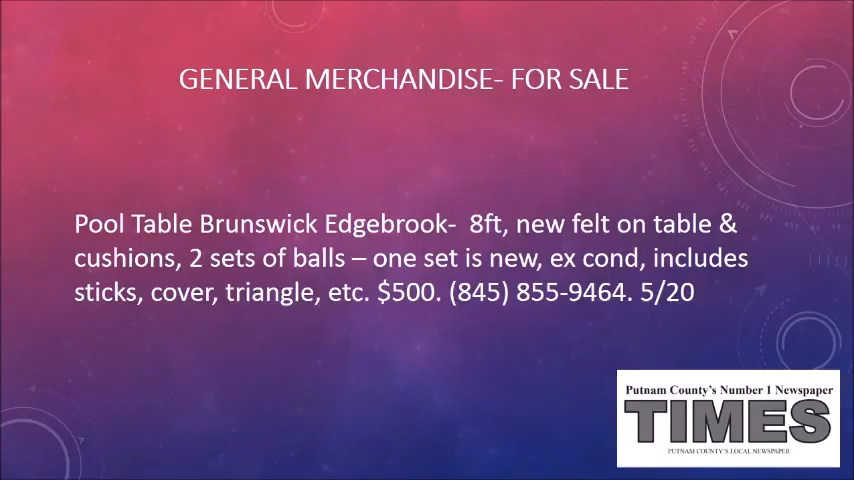 GENERAL MERCHANDISE- FOR SALE
Pool Table Brunswick Edgebrook-  8ft, new felt on table &
cushions, 2 sets of balls – one set is new, ex cond, includes
sticks, cover, triangle, etc. $500. (845) 855-9464. 5/20
Putnam County's Number 1 Newspaper
TIMES
PUTNAM COUNTY'S LOCAL NEWSPAPER